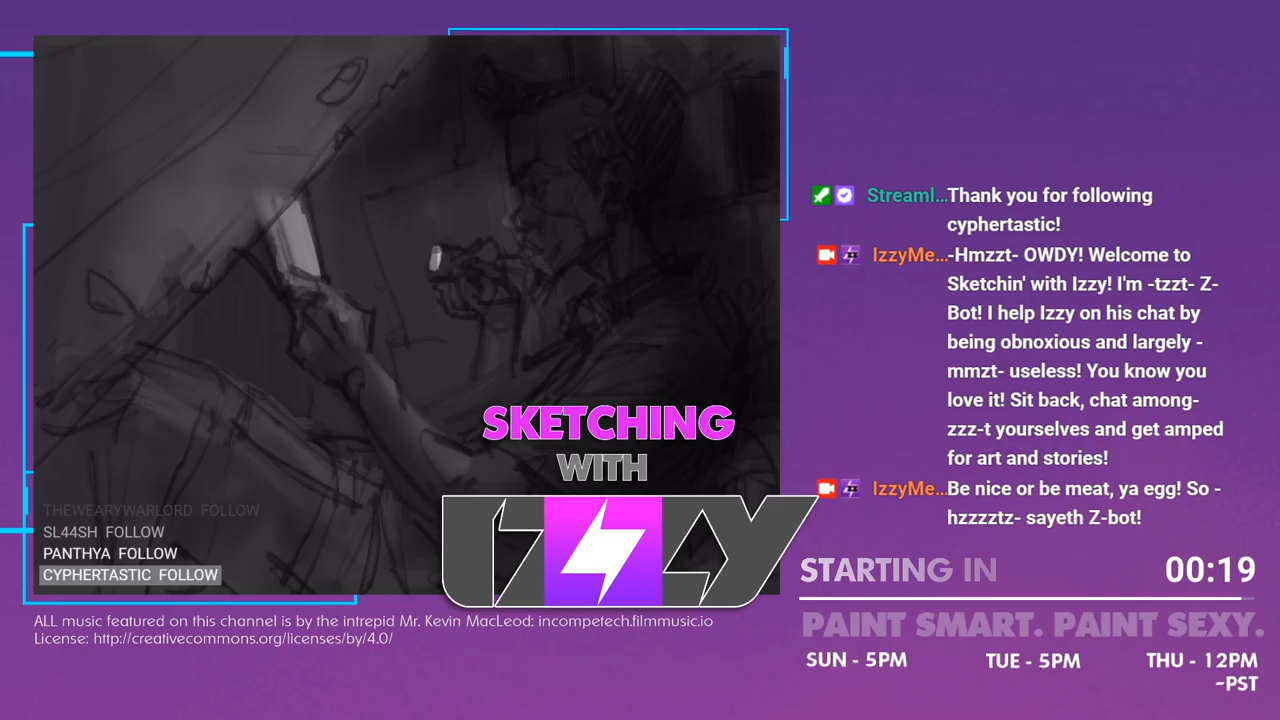 Streaml...Thank you for following
cyphertastic!
IzzyMe...-Hmzzt- OWDY! Welcome to
Sketchin' with Izzy! I'm -tzzt- Z-
Bot! I help Izzy on his chat by
being obnoxious and largely -
mmzt- useless! You know you
love it! Sit back, chat among-
zzz-t yourselves and get amped
for art and stories!
IzzyMe...Be nice or be meat, ya egg! So -
hzzzztz- sayeth Z-bot!
SKETCHING
WITH
IZZY
THEWEARYWARLORD FOLLOW
SL44SH FOLLOW
PANTHYA FOLLOW
CYPHERTASTIC FOLLOW
ALL music featured on this channel is by the intrepid Mr. Kevin MacLeod: incompetech.filmmusic.io
License: http://creativecommons.org/licenses/by/4.0/
STARTING IN 00:19
PAINT SMART. PAINT SEXY.
SUN - 5PM TUE - 5PM THU - 12PM
-PST